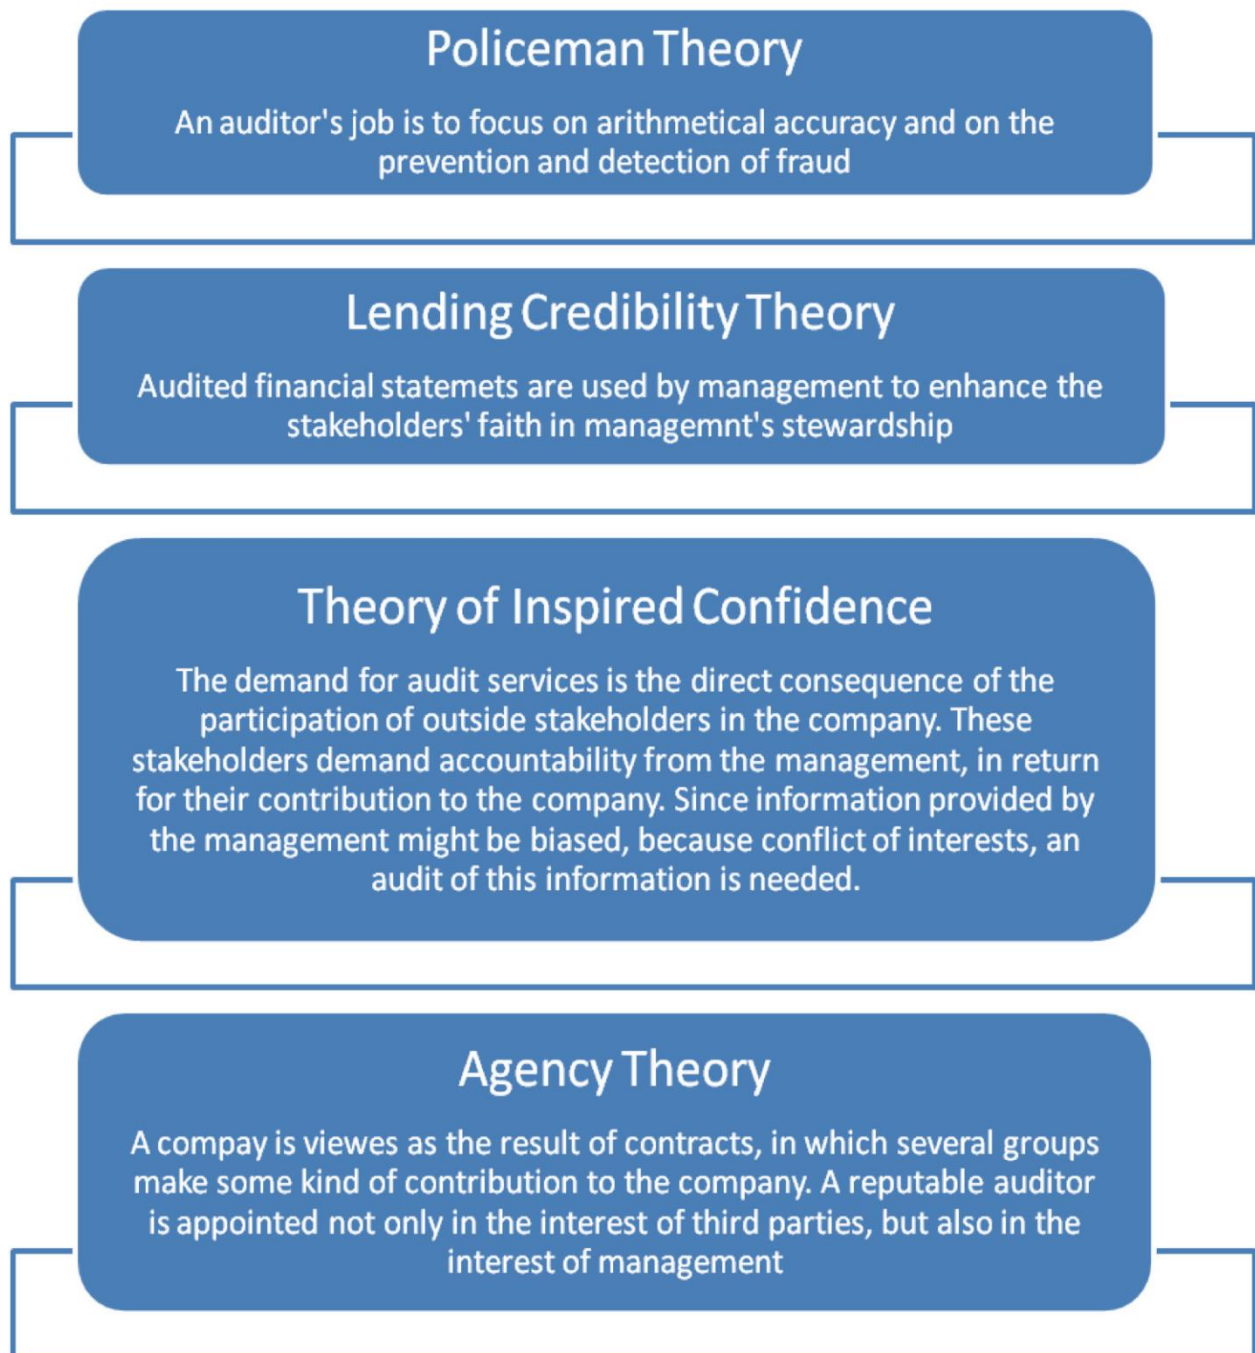 Policeman Theory
An auditor's job is to focus on arithmetical accuracy and on the
prevention and detection of fraud
Lending Credibility Theory
Audited financial statemets are used by management to enhance the
stakeholders' faith in managemnt's stewardship
Theory of Inspired Confidence
The demand for audit services is the direct consequence of the
participation of outside stakeholders in the company. These
stakeholders demand accountability from the management, in return
for their contribution to the company. Since information provided by
the management might be biased, because conflict of interests, an
audit of this information is needed.
Agency Theory
A compay is viewes as the result of contracts, in which several groups
make some kind of contribution to the company. A reputable auditor
is appointed not only in the interest of third parties, but also in the
interest of management